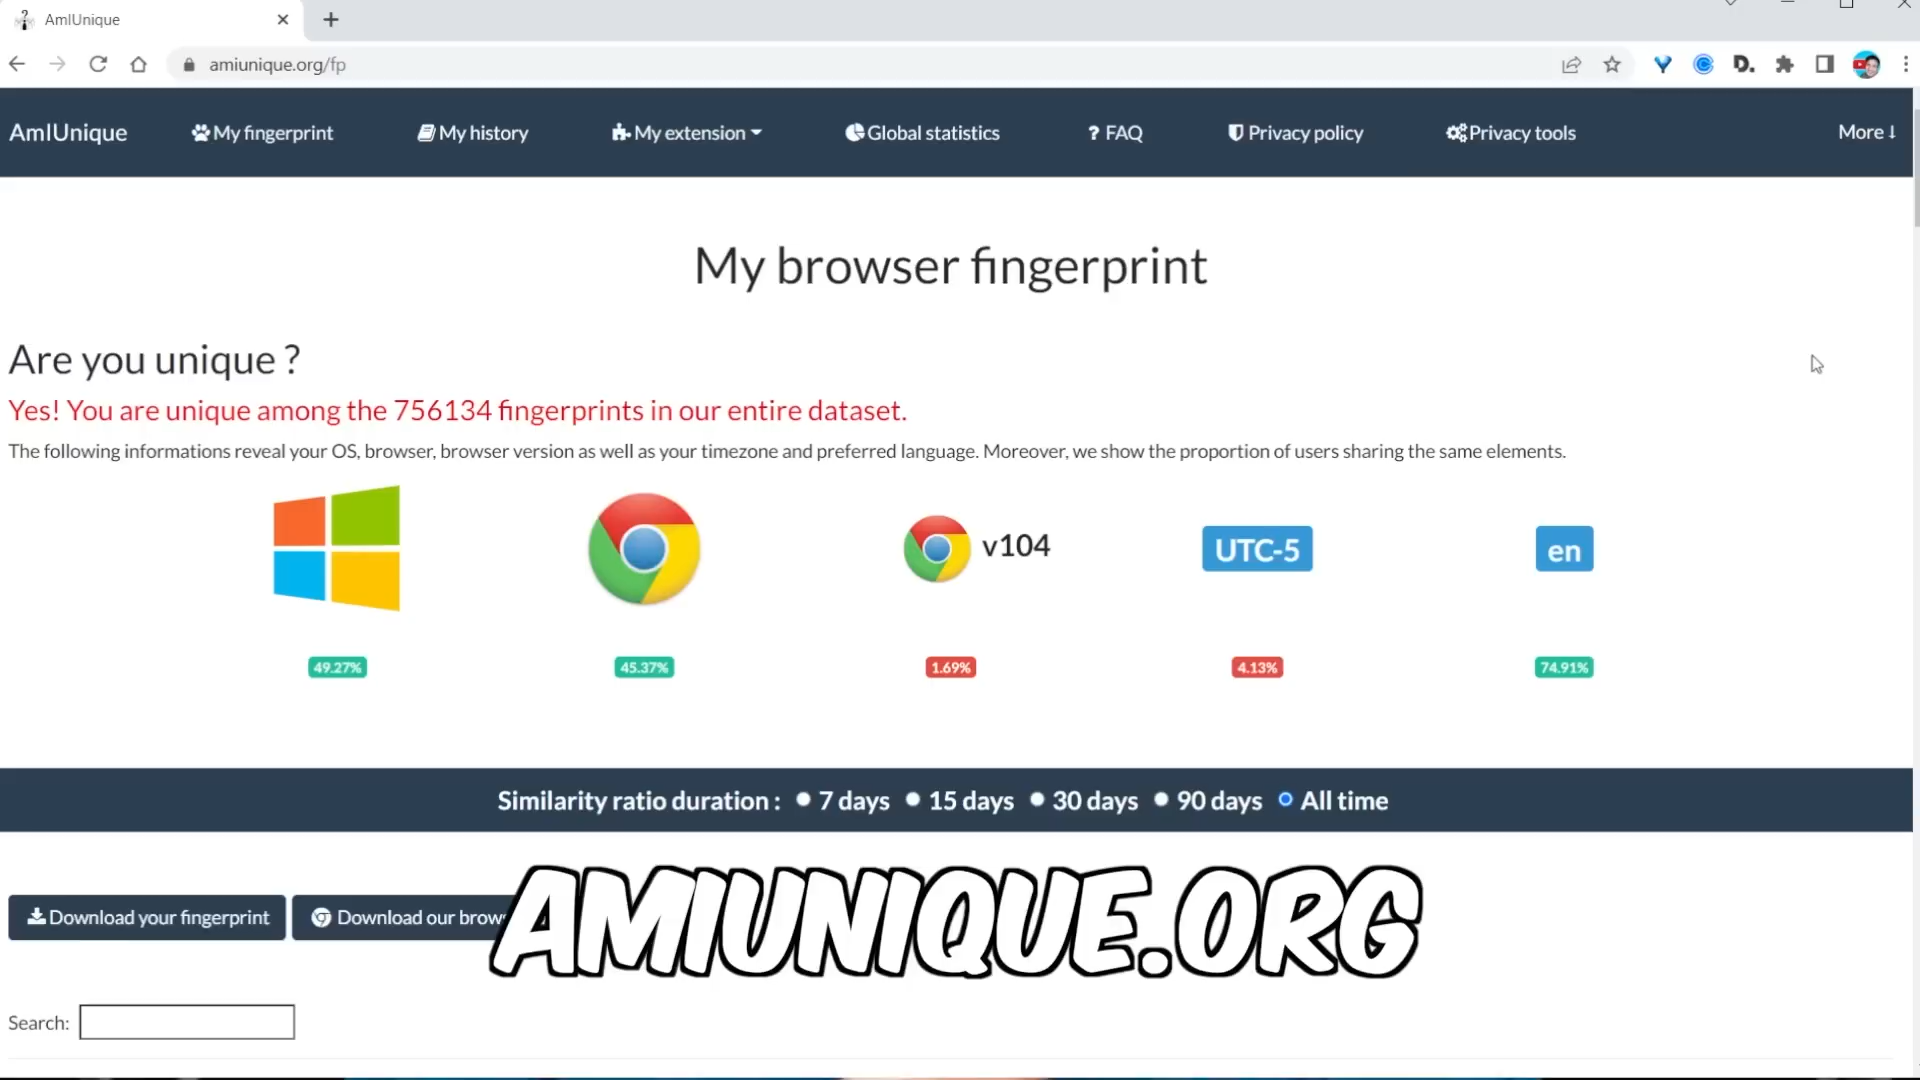 AmIUnique
amiunique.org/fp
D.
AmIUnique My fingerprint My history My extension Global statistics ? FAQ Privacy policy Privacy tools More
My browser fingerprint
Are you unique ?
Yes! You are unique among the 756134 fingerprints in our entire dataset.
The following informations reveal your OS, browser, browser version as well as your timezone and preferred language. Moreover, we show the proportion of users sharing the same elements.
v104 UTC-5 en
49.27% 45.37% 1.69% 4.13% 74.91%
Similarity ratio duration : 7 days 15 days 30 days 90 days All time
Download your fingerprint Download our brow
AMIUNIQUE.ORG
Search: